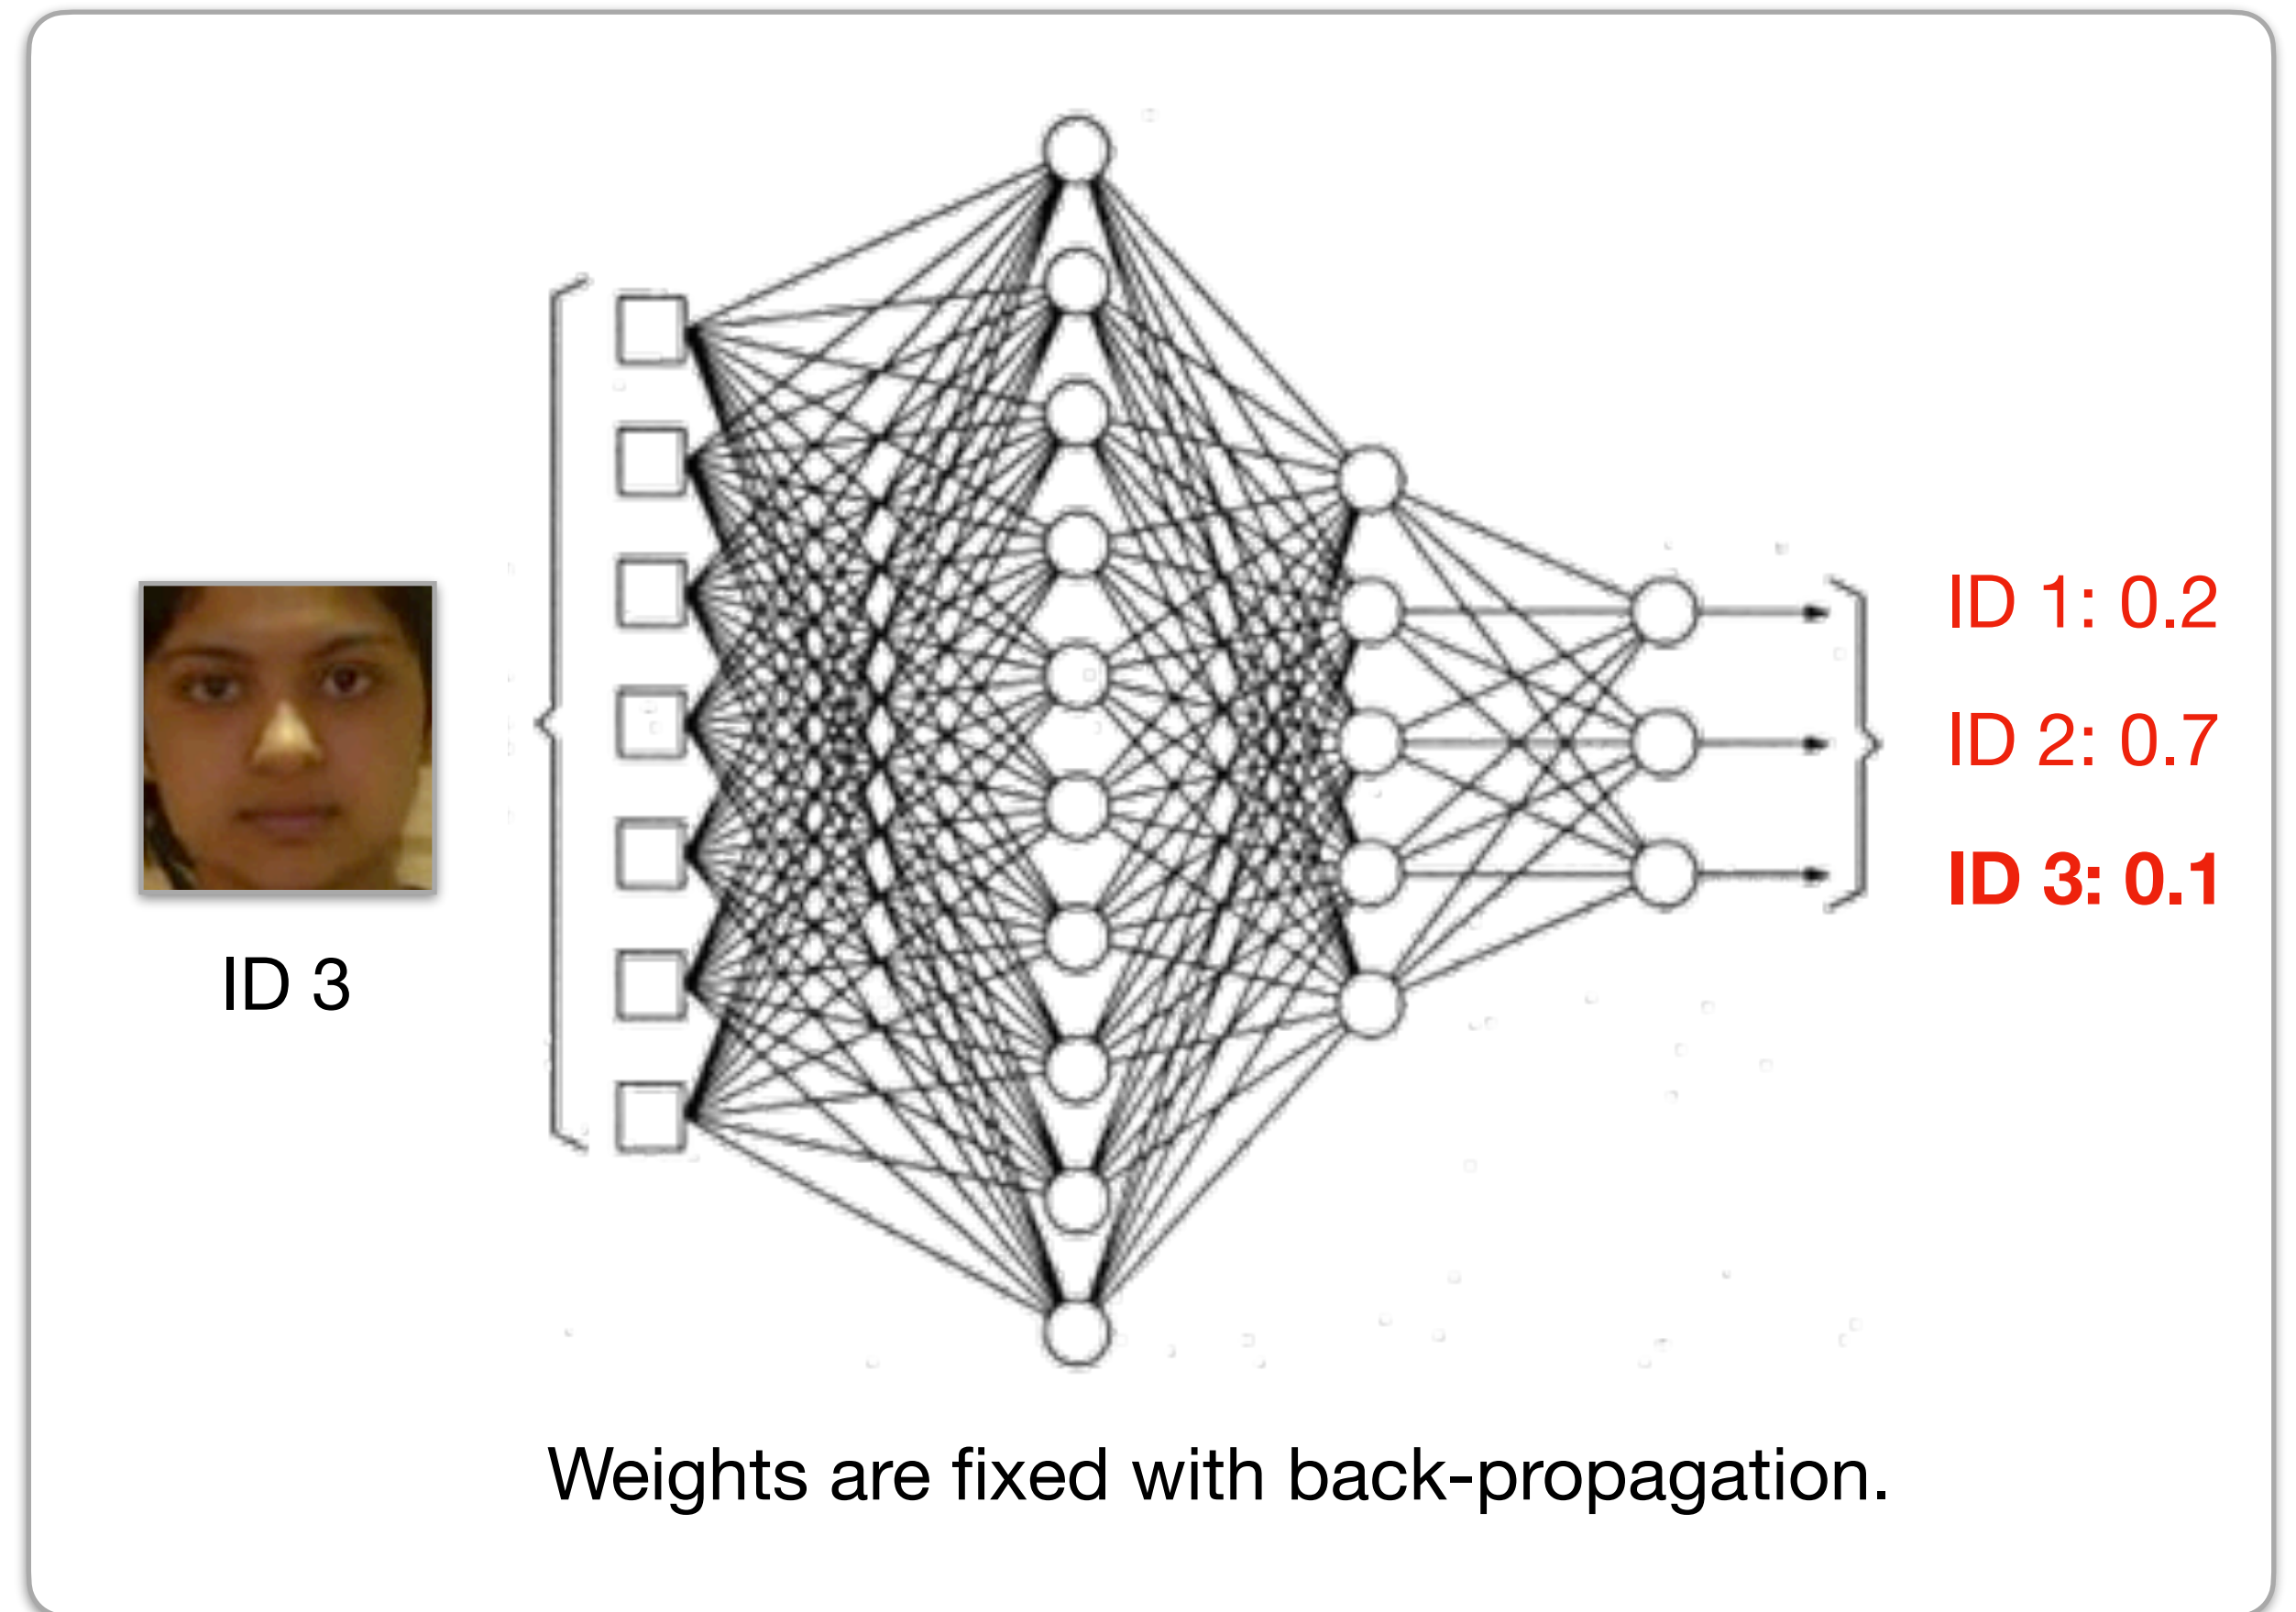 ID 1: 0.2
ID 2: 0.7
ID 3: 0.1
ID 3
Weights are fixed with back-propagation.